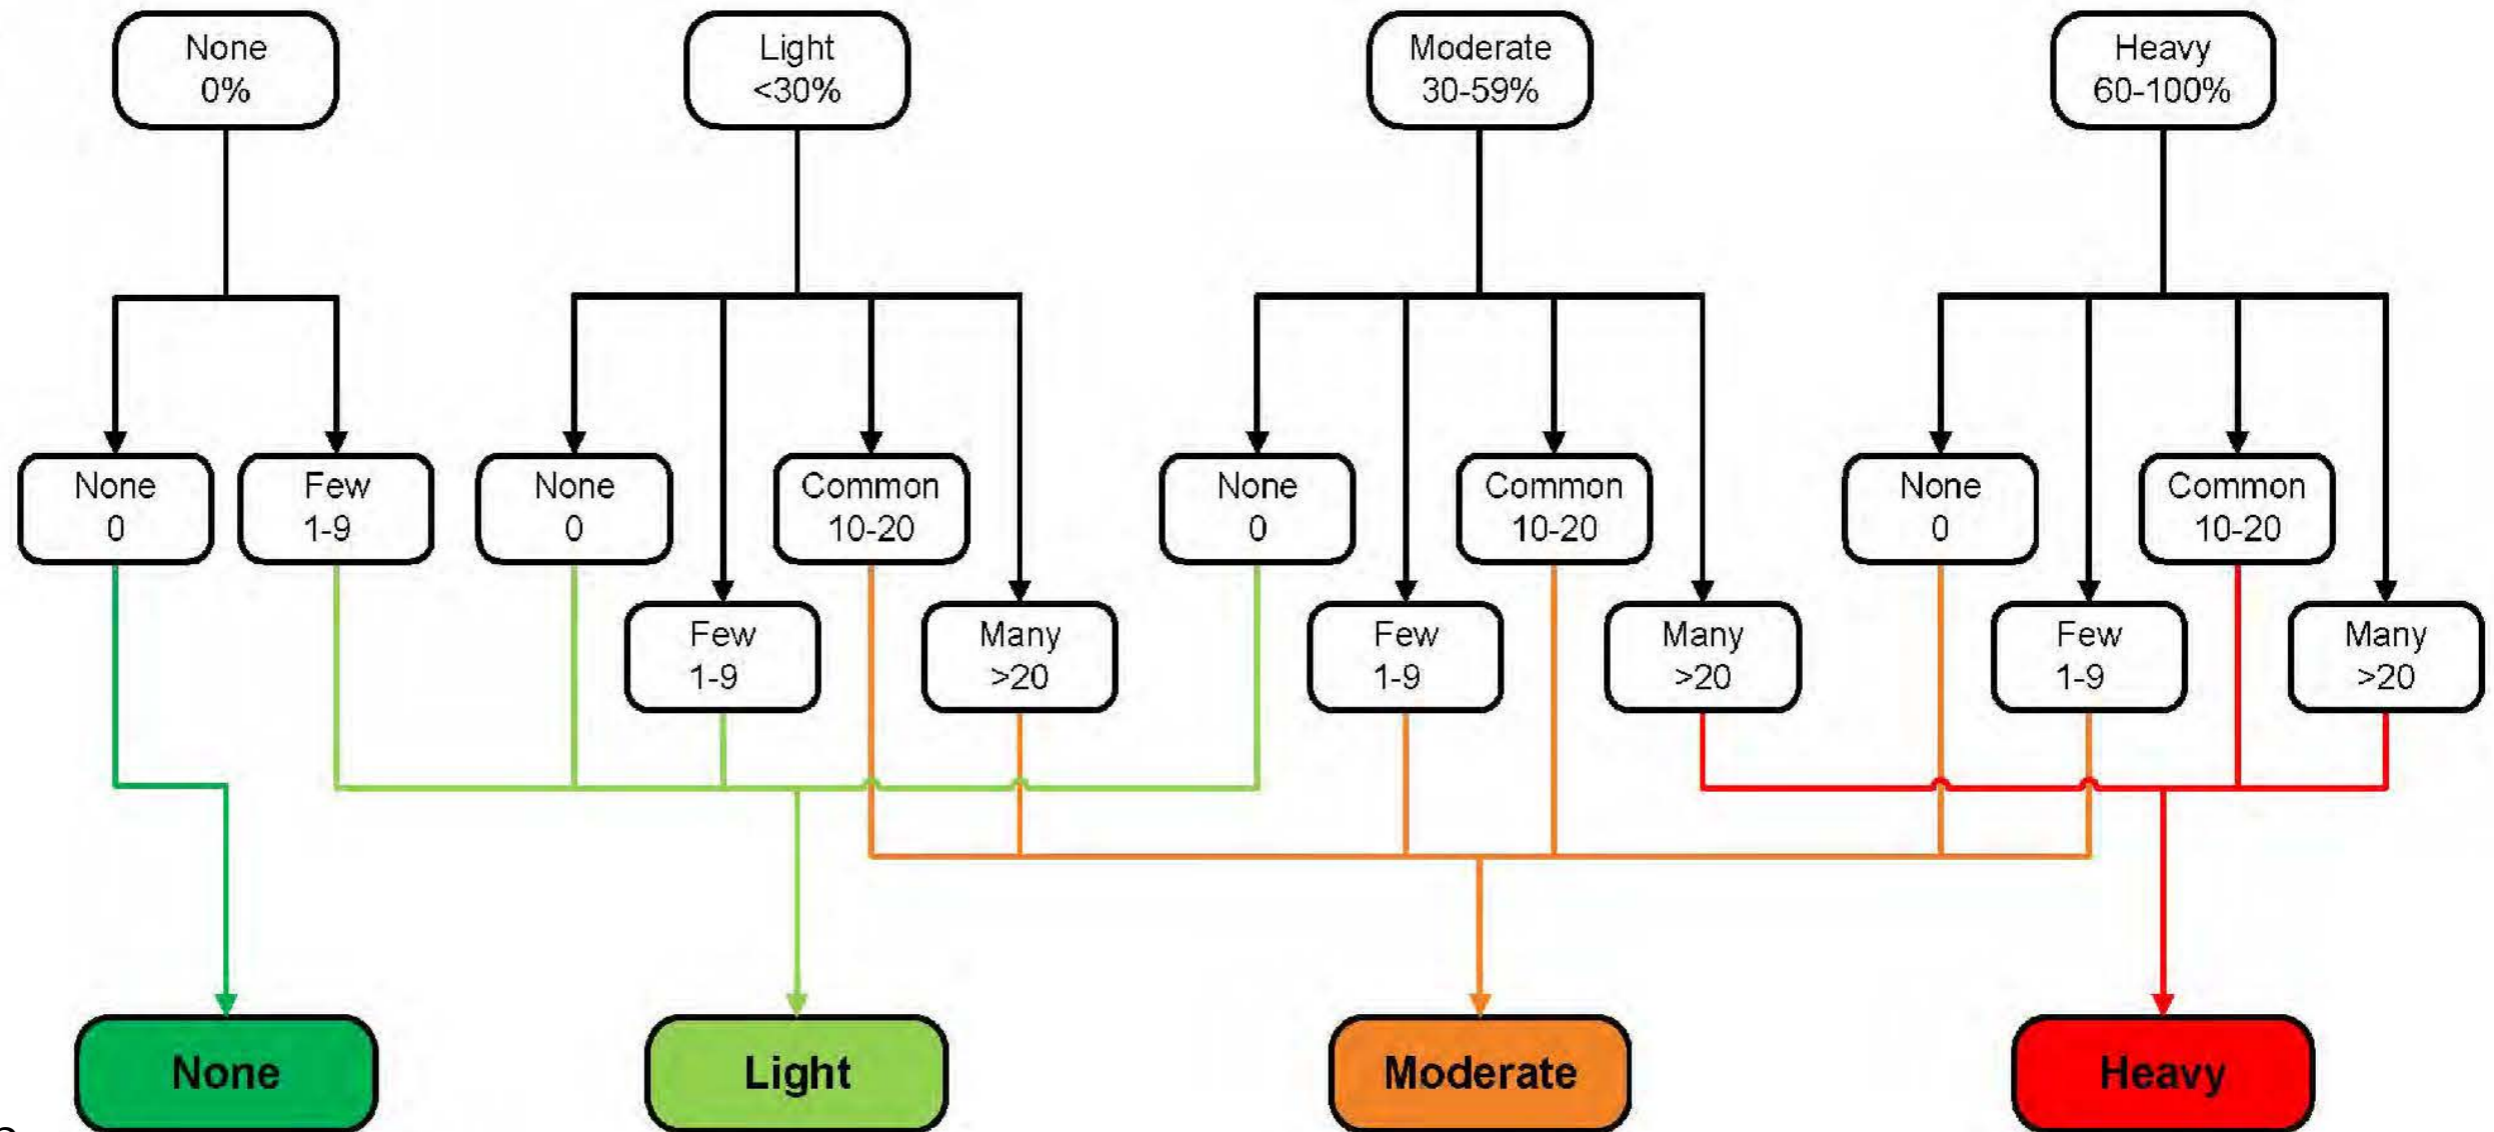 None
0%
Light
<30%
Moderate
30-59%
Heavy
60-100%
None
0
Few
1-9
None
0
Common
10-20
None
0
Common
10-20
None
0
Common
10-20
Few
1-9
Many
>20
Few
1-9
Many
>20
Few
1-9
Many
>20
None
Light
Moderate
Heavy